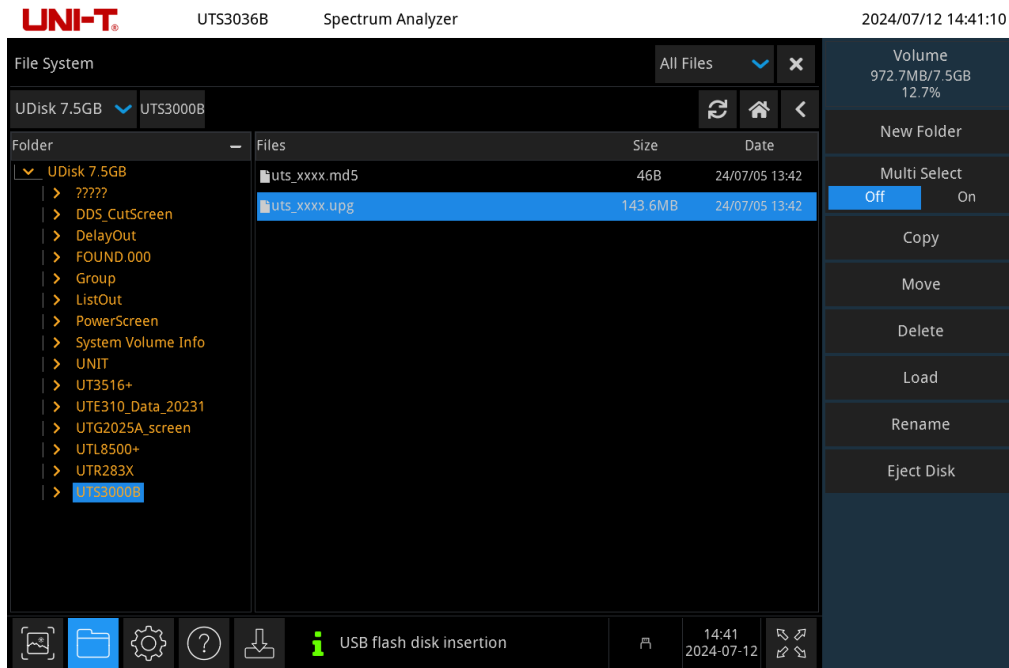 UNI-T® UTS3036B Spectrum Analyzer 2024/07/12 14:41:10
File System All Files
UDisk 7.5GB UTS3000B
Folder Files Size Date
UDisk 7.5GB
?????
DDS_CutScreen
DelayOut
FOUND.000
Group
ListOut
PowerScreen
System Volume Info
UNIT
UT3516+
UTE310_Data_20231
UTG2025A_screen
UTL8500+
UTR283X
UTS3000B
uts_xxxx.md5 46B 24/07/05 13:42
uts_xxxx.upg 143.6MB 24/07/05 13:42
Volume
972.7MB/7.5GB
12.7%
New Folder
Multi Select
Off On
Copy
Move
Delete
Load
Rename
Eject Disk
USB flash disk insertion
14:41
2024-07-12